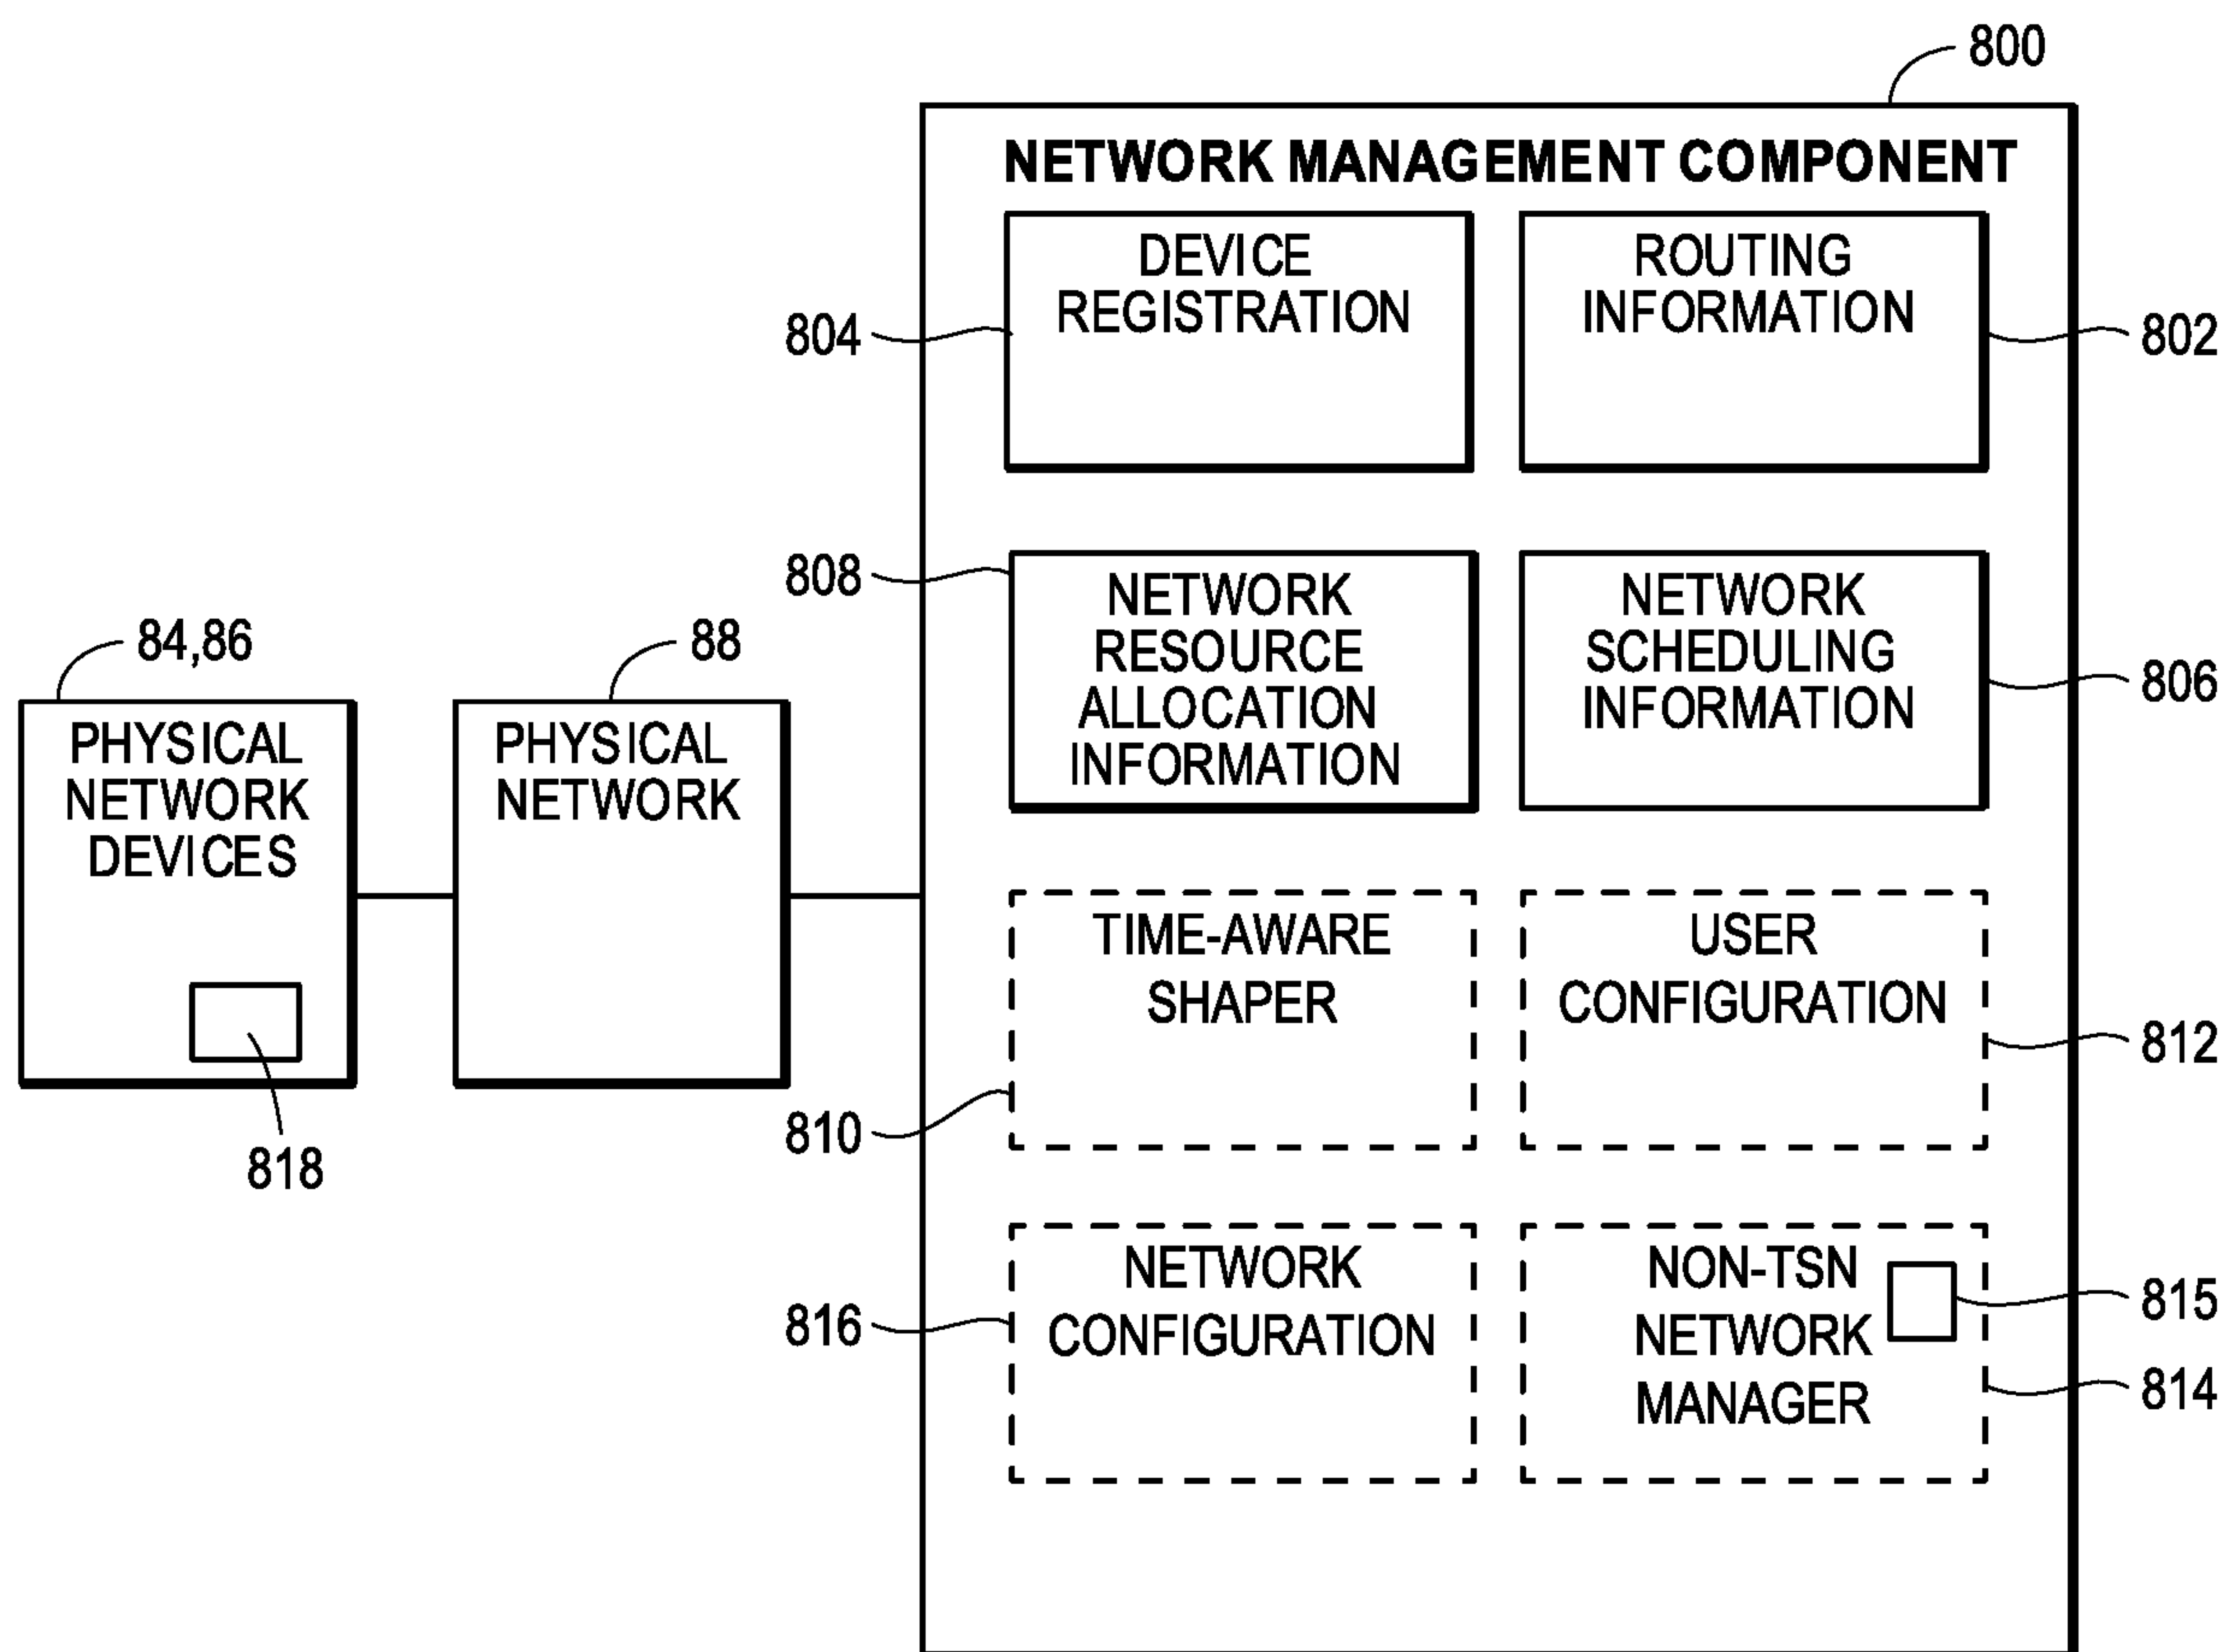 800
NETWORK MANAGEMENT COMPONENT
DEVICE
REGISTRATION
804
ROUTING
INFORMATION
802
808
NETWORK
RESOURCE
ALLOCATION
INFORMATION
NETWORK
SCHEDULING
INFORMATION
806
84,86
PHYSICAL
NETWORK
DEVICES
818
88
PHYSICAL
NETWORK
TIME-AWARE
SHAPER
810
USER
CONFIGURATION
812
NETWORK
CONFIGURATION
816
NON-TSN
NETWORK
MANAGER
815
814